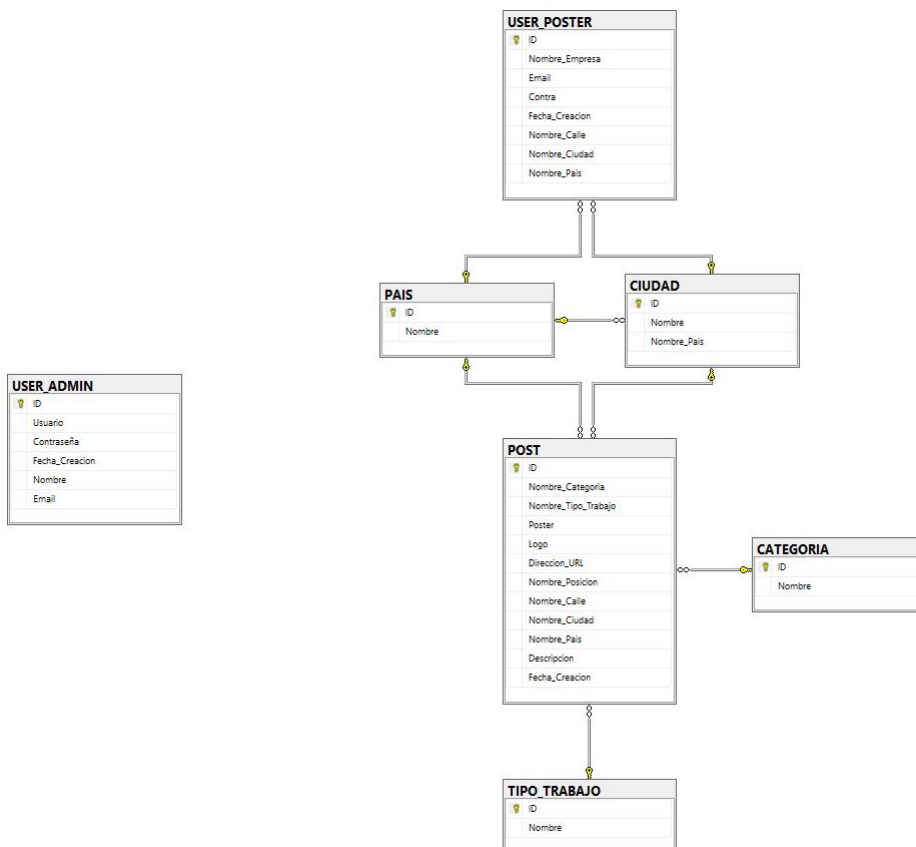 USER_POSTER
ID
Nombre_Empresa
Email
Contra
Fecha_Creacion
Nombre_Calle
Nombre_Ciudad
Nombre_Pais
PAIS
ID
Nombre
CIUDAD
ID
Nombre
Nombre_Pais
USER_ADMIN
ID
Usuario
Contraseña
Fecha_Creacion
Nombre
Email
POST
ID
Nombre_Categoria
Nombre_Tipo_Trabajo
Poster
Logo
Direccion_URL
Nombre_Posicion
Nombre_Calle
Nombre_Ciudad
Nombre_Pais
Descripcion
Fecha_Creacion
CATEGORIA
ID
Nombre
TIPO_TRABAJO
ID
Nombre